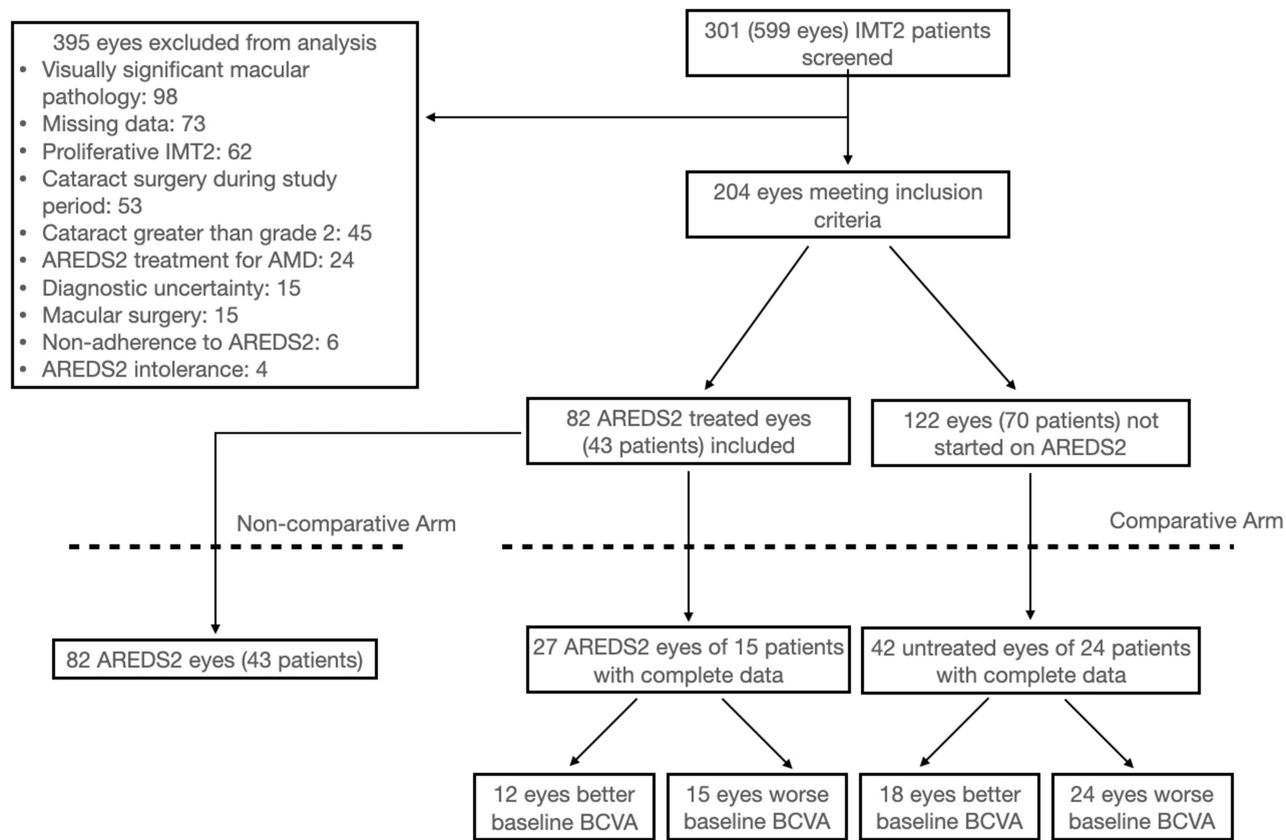 301 (599 eyes) IMT2 patients
screened
395 eyes excluded from analysis
• Visually significant macular
pathology: 98
• Missing data: 73
• Proliferative IMT2: 62
• Cataract surgery during study
period: 53
• Cataract greater than grade 2: 45
• AREDS2 treatment for AMD: 24
• Diagnostic uncertainty: 15
• Macular surgery: 15
• Non-adherence to AREDS2: 6
• AREDS2 intolerance: 4
204 eyes meeting inclusion
criteria
82 AREDS2 treated eyes
(43 patients) included
122 eyes (70 patients) not
started on AREDS2
Non-comparative Arm
Comparative Arm
82 AREDS2 eyes (43 patients)
27 AREDS2 eyes of 15 patients
with complete data
42 untreated eyes of 24 patients
with complete data
12 eyes better
baseline BCVA
15 eyes worse
baseline BCVA
18 eyes better
baseline BCVA
24 eyes worse
baseline BCVA